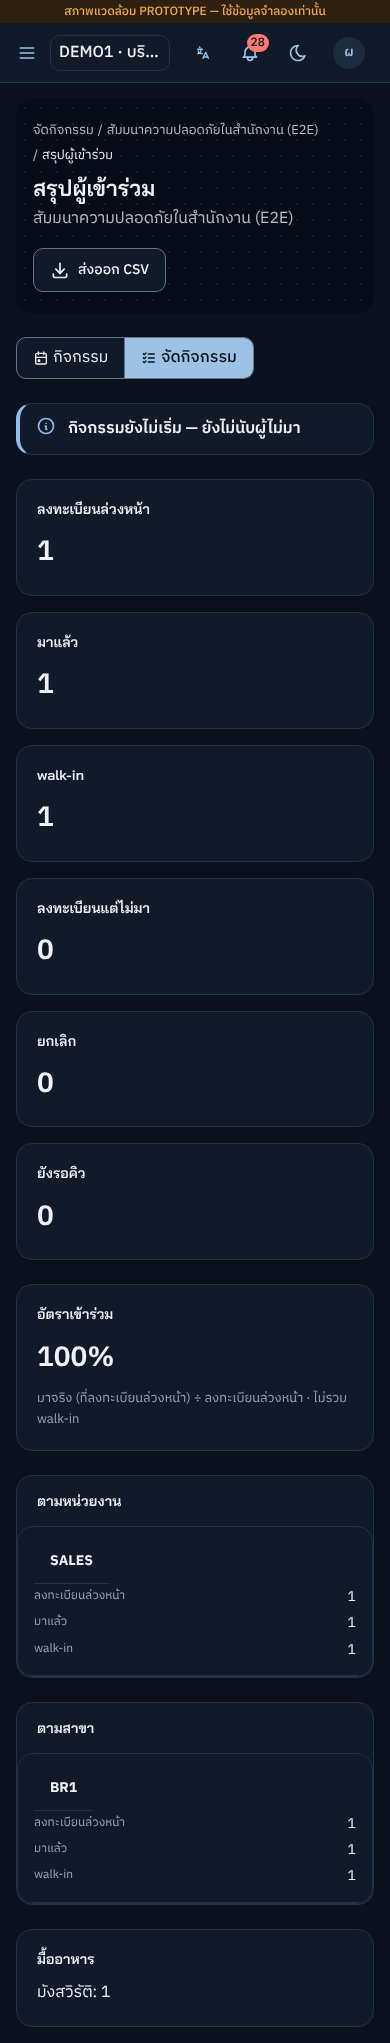 สภาพแวดล้อม PROTOTYPE — ใช้ข้อมูลจำลองเท่านั้น
DEMO1 · บริ...
28
ผ
จัดกิจกรรม / สัมมนาความปลอดภัยในสำนักงาน (E2E)
/ สรุปผู้เข้าร่วม
สรุปผู้เข้าร่วม
สัมมนาความปลอดภัยในสำนักงาน (E2E)
ส่งออก CSV
กิจกรรม
จัดกิจกรรม
กิจกรรมยังไม่เริ่ม — ยังไม่นับผู้ไม่มา
ลงทะเบียนล่วงหน้า
1
มาแล้ว
1
walk-in
1
ลงทะเบียนแต่ไม่มา
0
ยกเลิก
0
ยังรอคิว
0
อัตราเข้าร่วม
100%
มาจริง (ที่ลงทะเบียนล่วงหน้า) ÷ ลงทะเบียนล่วงหน้า · ไม่รวม
walk-in
ตามหน่วยงาน
SALES
ลงทะเบียนล่วงหน้า 1
มาแล้ว 1
walk-in 1
ตามสาขา
BR1
ลงทะเบียนล่วงหน้า 1
มาแล้ว 1
walk-in 1
มื้ออาหาร
มังสวิรัติ: 1